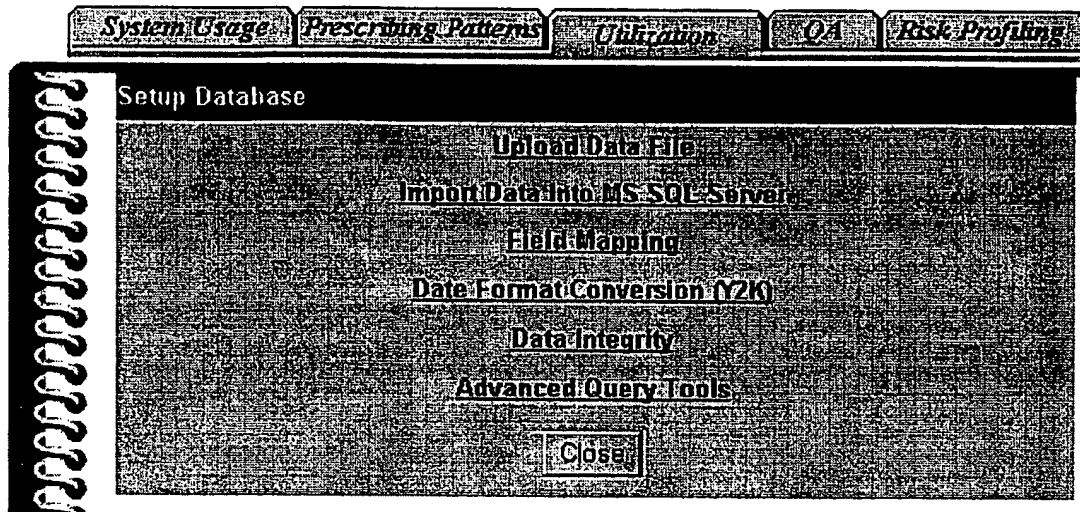 System Usage Prescribing Patterns Utilization QA Risk Profiling
Setup Database
Upload Data File
Import Data Into MS-SQL-Server
Field Mapping
Date Format Conversion (Y2K)
Data Integrity
Advanced Query Tools
Close